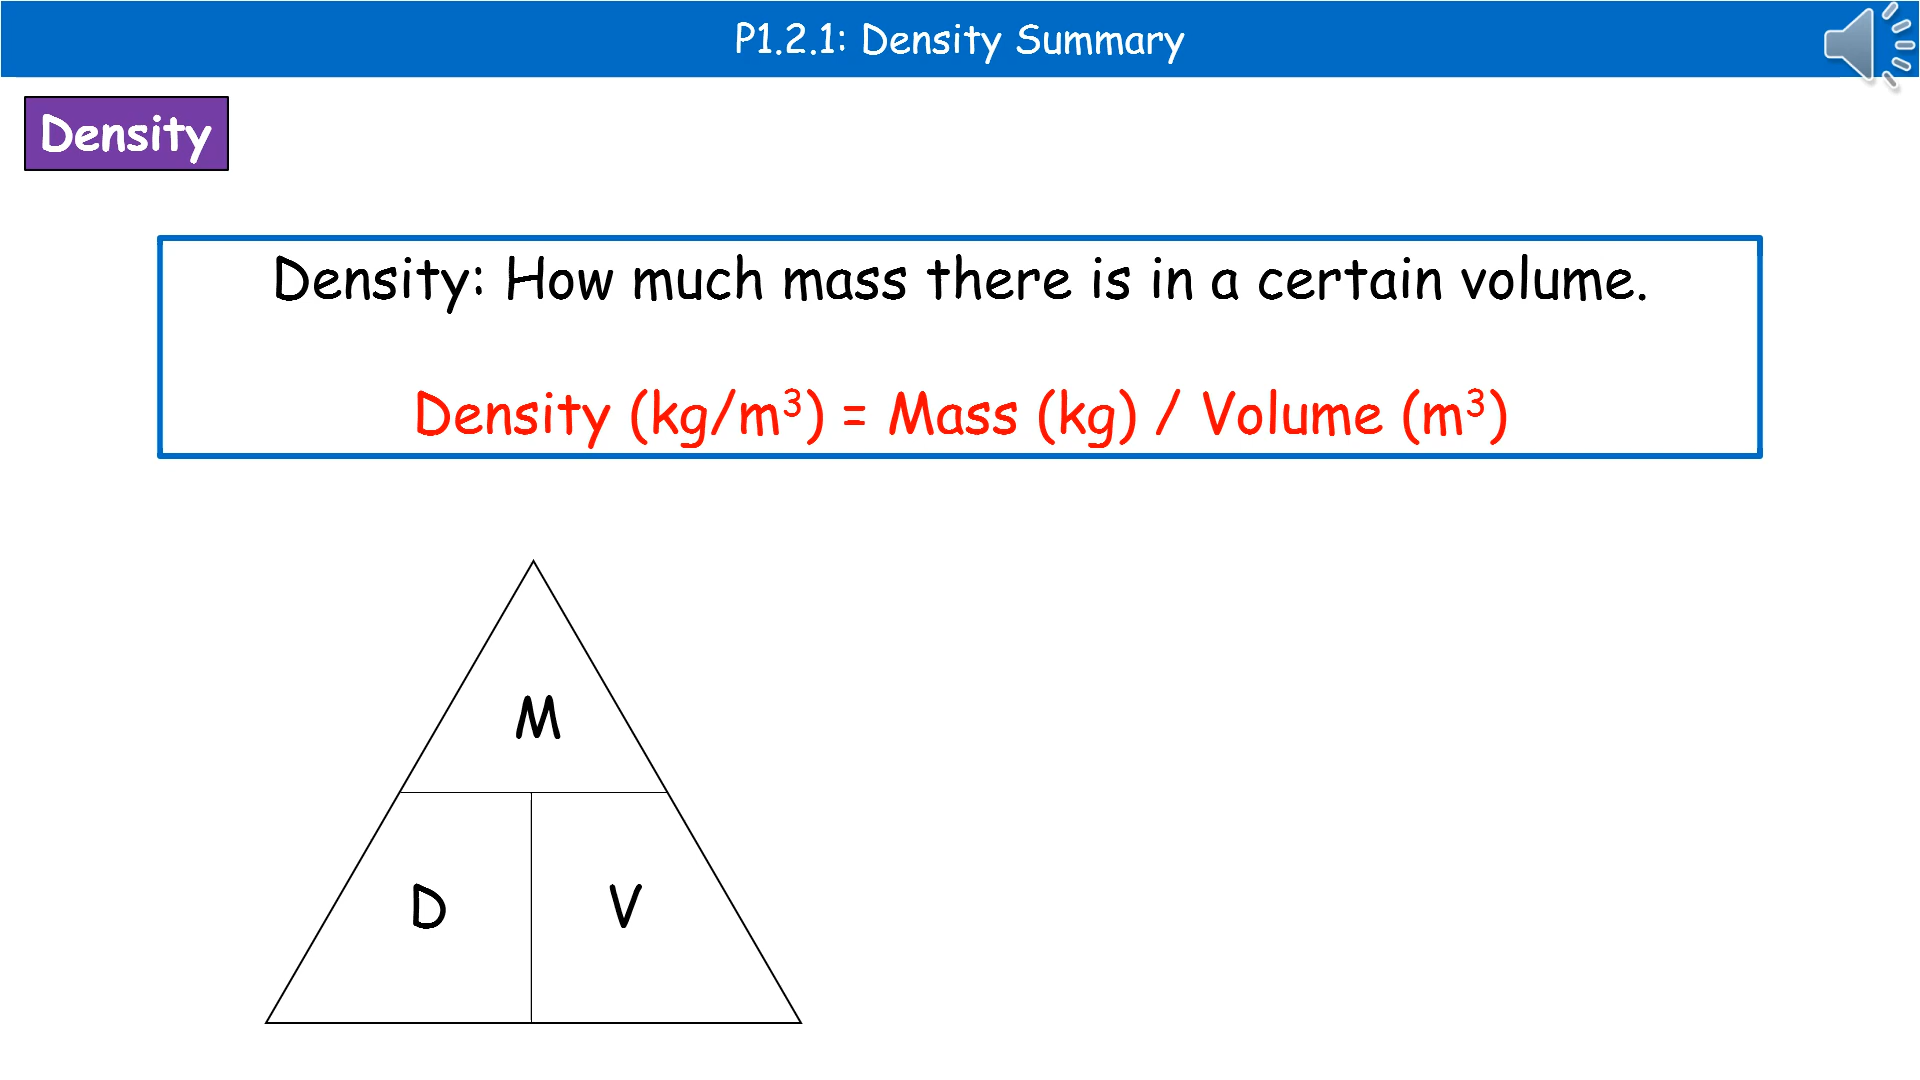 P1.2.1: Density Summary
Density
Density: How much mass there is in a certain volume.
Density (kg/m³) = Mass (kg) / Volume (m³)
M
D V